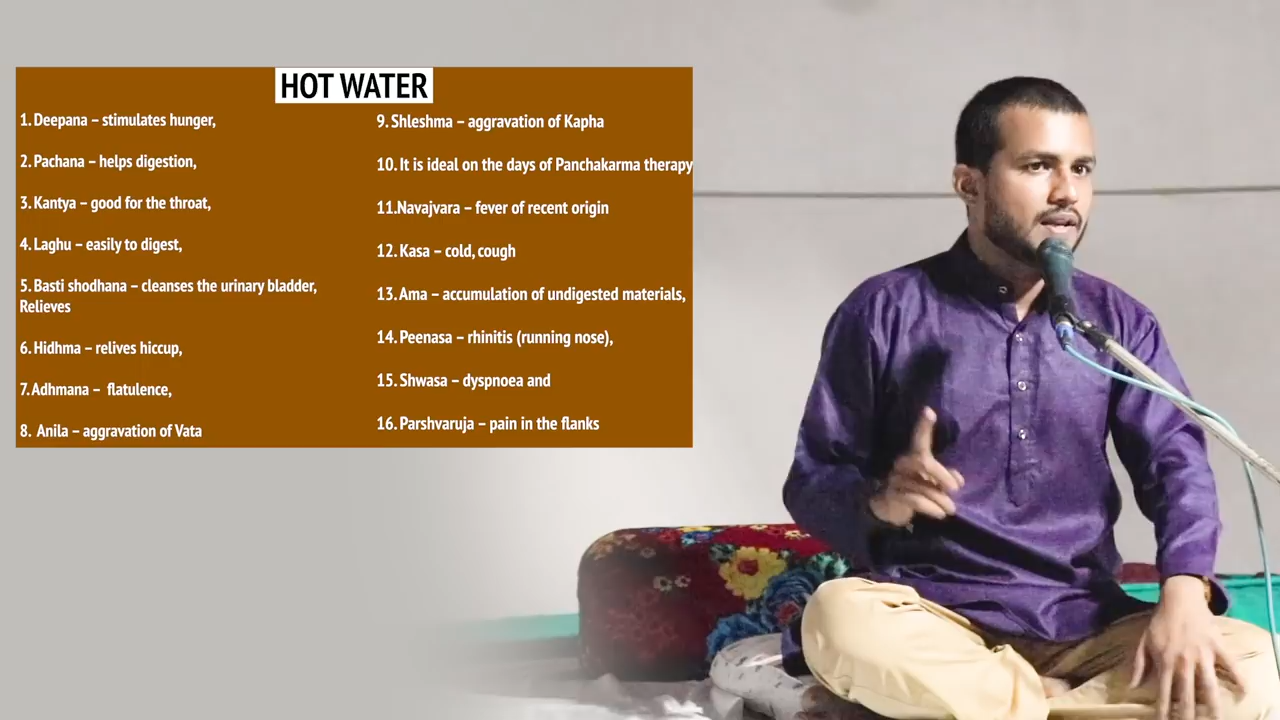 HOT WATER
1. Deepana – stimulates hunger,
2. Pachana – helps digestion,
3. Kantya – good for the throat,
4. Laghu – easily to digest,
5. Basti shodhana – cleanses the urinary bladder,
Relieves
6. Hidhma – relives hiccup,
7. Adhmana –  flatulence,
8.  Anila – aggravation of Vata
9. Shleshma – aggravation of Kapha
10. It is ideal on the days of Panchakarma therapy
11.Navajvara – fever of recent origin
12. Kasa – cold, cough
13. Ama – accumulation of undigested materials,
14. Peenasa – rhinitis (running nose),
15. Shwasa – dyspnoea and
16. Parshvaruja – pain in the flanks